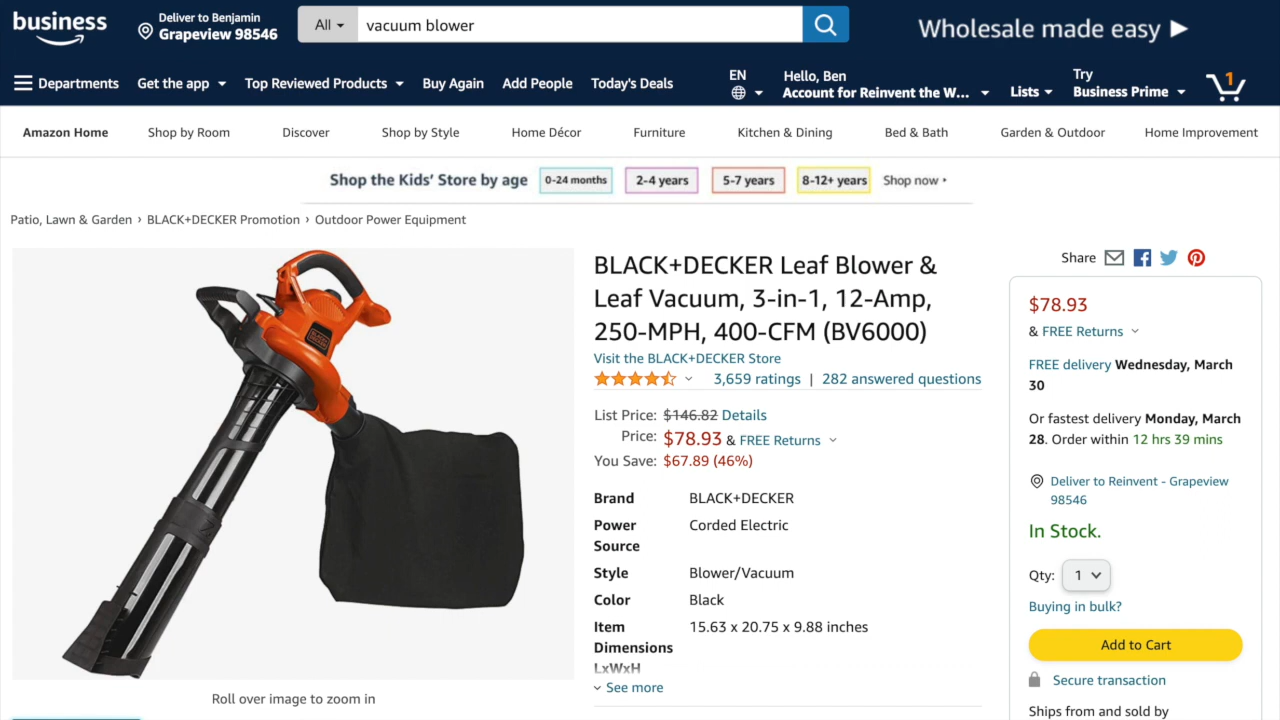 business
Deliver to Benjamin
Grapeview 98546
All
vacuum blower
Wholesale made easy
Departments
Get the app
Top Reviewed Products
Buy Again
Add People
Today's Deals
EN
Hello, Ben
Account for Reinvent the W...
Lists
Try
Business Prime
1
Amazon Home
Shop by Room
Discover
Shop by Style
Home Décor
Furniture
Kitchen & Dining
Bed & Bath
Garden & Outdoor
Home Improvement
Shop the Kids' Store by age
0-24 months
2-4 years
5-7 years
8-12+ years
Shop now
Patio, Lawn & Garden › BLACK+DECKER Promotion › Outdoor Power Equipment
BLACK+DECKER
Roll over image to zoom in
BLACK+DECKER Leaf Blower &
Leaf Vacuum, 3-in-1, 12-Amp,
250-MPH, 400-CFM (BV6000)
Visit the BLACK+DECKER Store
3,659 ratings | 282 answered questions
List Price: $146.82 Details
Price: $78.93 & FREE Returns
You Save: $67.89 (46%)
Brand BLACK+DECKER
Power Corded Electric
Source
Style Blower/Vacuum
Color Black
Item 15.63 x 20.75 x 9.88 inches
Dimensions
LxWxH
See more
Share
$78.93
& FREE Returns
FREE delivery Wednesday, March
30
Or fastest delivery Monday, March
28. Order within 12 hrs 39 mins
Deliver to Reinvent - Grapeview
98546
In Stock.
Qty: 1
Buying in bulk?
Add to Cart
Secure transaction
Ships from and sold by